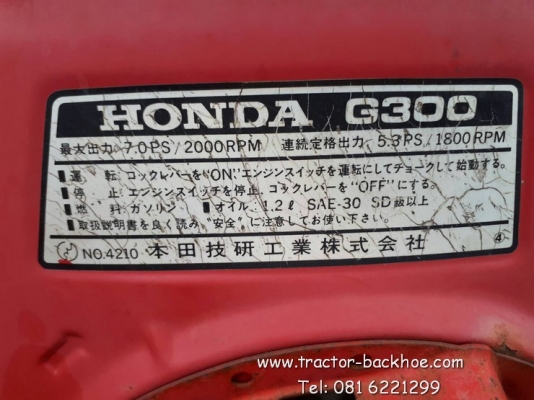 HONDA G300
最大出力 7.0PS/2000RPM 連続定格出力 5.3PS/1800RPM
■運 転: コックレバーを"ON"エンジンスイッチを運転にしてチョークして始動する。
■停 止: エンジンスイッチを停止、コックレバーを"OFF"にする。
■燃 料: ガソリン ■オイル: 1.2ℓ SAE-30 SD級以上
■取扱説明書を良く読み"安全"に注意してお使い下さい。
NO.4210 本田技研工業株式会社 ④
www.tractor-backhoe.com
Tel: 081 6221299